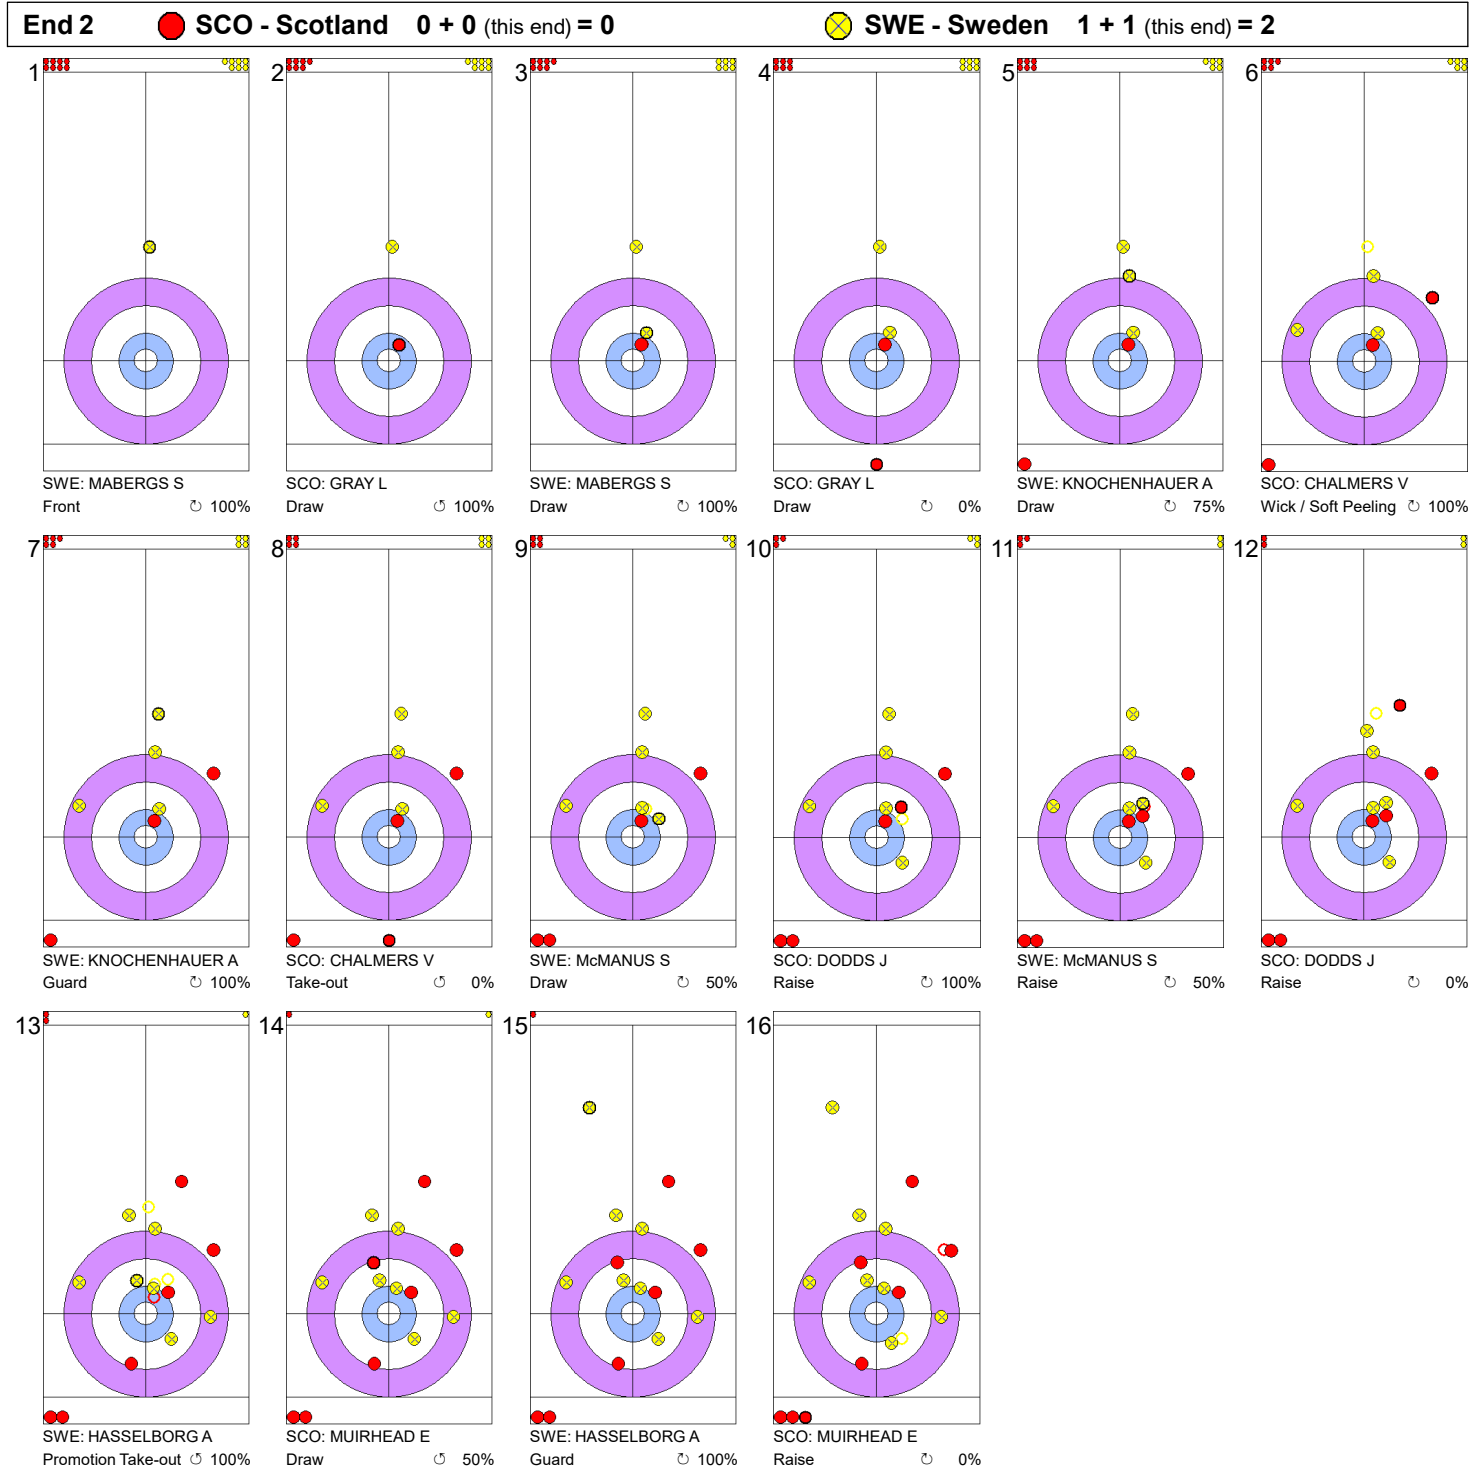 End 2 SCO - Scotland 0 + 0 (this end) = 0 SWE - Sweden 1 + 1 (this end) = 2
1 2 3 4 5 6
SWE: MABERGS S SCO: GRAY L SWE: MABERGS S SCO: GRAY L SWE: KNOCHENHAUER A SCO: CHALMERS V
Front ↻ 100% Draw ↺ 100% Draw ↻ 100% Draw ↻ 0% Draw ↻ 75% Wick / Soft Peeling ↻ 100%
7 8 9 10 11 12
SWE: KNOCHENHAUER A SCO: CHALMERS V SWE: McMANUS S SCO: DODDS J SWE: McMANUS S SCO: DODDS J
Guard ↻ 100% Take-out ↻ 0% Draw ↻ 50% Raise ↻ 100% Raise ↻ 50% Raise ↻ 0%
13 14 15 16
SWE: HASSELBORG A SCO: MUIRHEAD E SWE: HASSELBORG A SCO: MUIRHEAD E
Promotion Take-out ↺ 100% Draw ↺ 50% Guard ↻ 100% Raise ↻ 0%